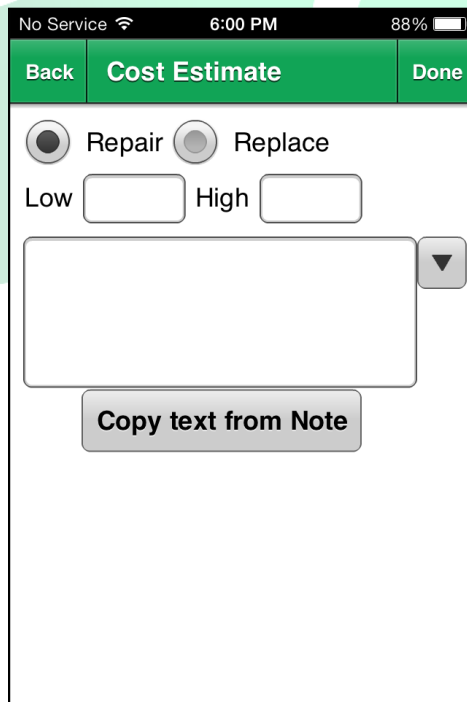 No Service 6:00 PM 88%
Back Cost Estimate Done
Repair Replace
Low High
Copy text from Note